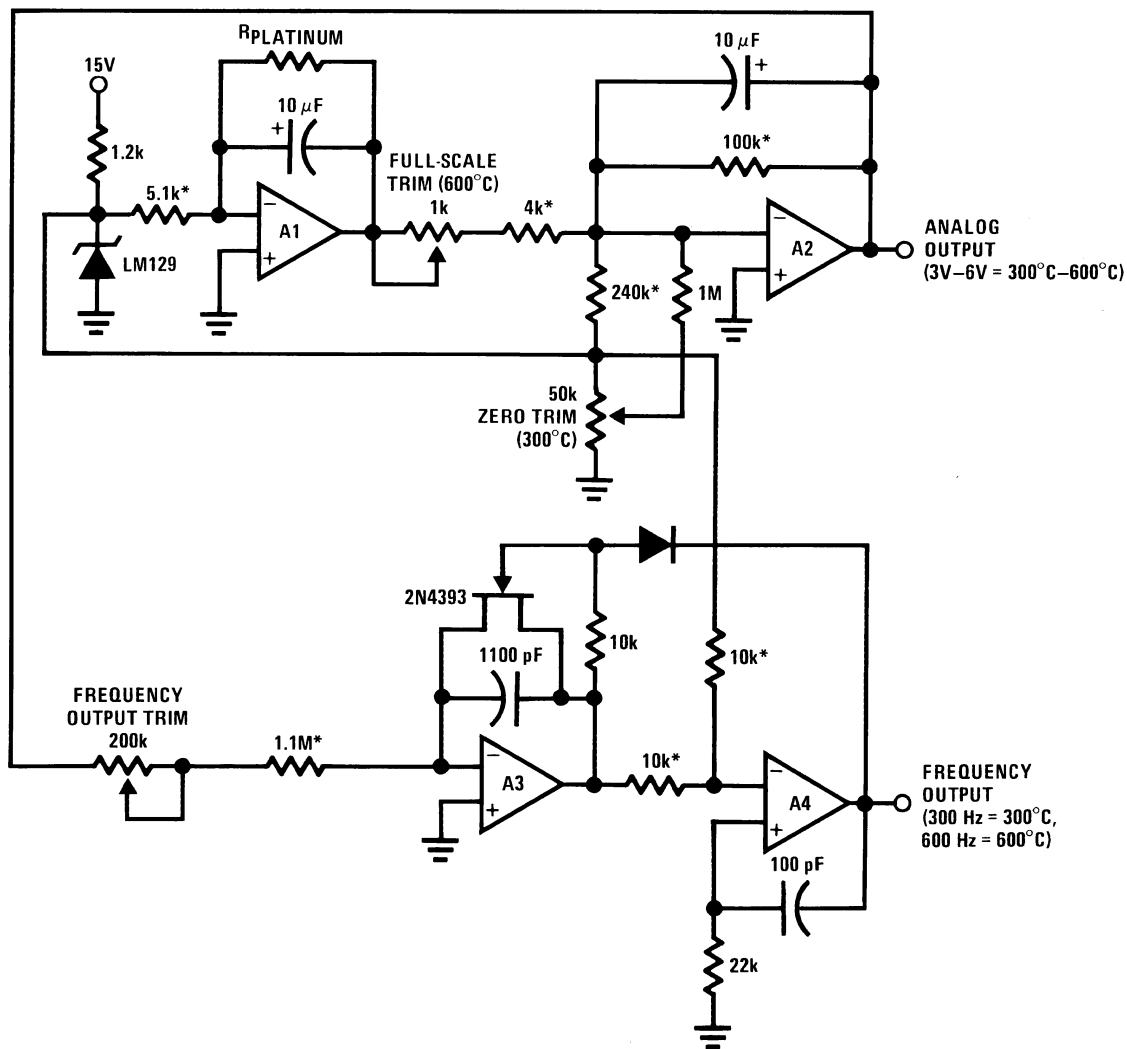 RPLATINUM
10 μF
15V
10 μF
1.2k
100k*
FULL-SCALE
TRIM (600°C)
5.1k*
1k
4k*
−
A1
+
−
A2
+
ANALOG
OUTPUT
(3V–6V = 300°C–600°C)
LM129
240k*
1M
50k
ZERO TRIM
(300°C)
2N4393
10k
10k*
1100 pF
FREQUENCY
OUTPUT TRIM
200k
1.1M*
−
A3
+
10k*
−
A4
+
FREQUENCY
OUTPUT
(300 Hz = 300°C,
600 Hz = 600°C)
100 pF
22k
+
+